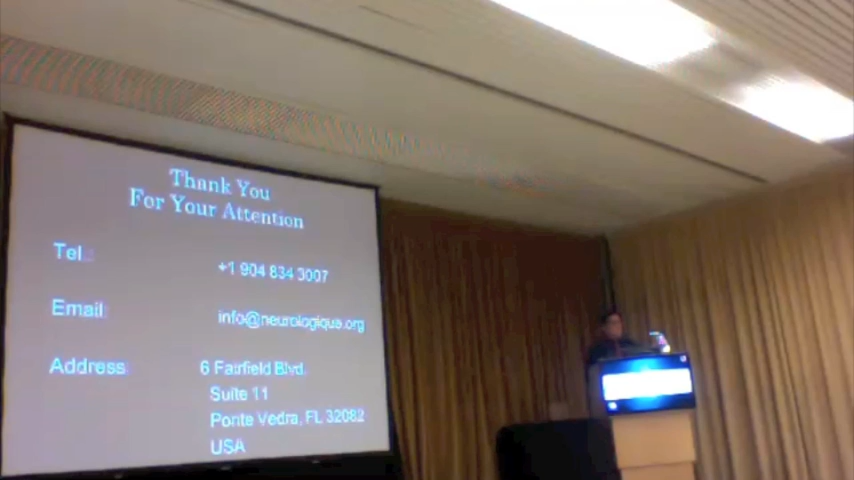 Thank You
For Your Attention
Tel.: +1 904 834 3007
Email: info@neurologique.org
Address 6 Fairfield Blvd.
Suite 11
Ponte Vedra, FL 32082
USA